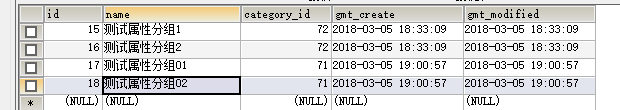 id name category_id gmt_create gmt_modified
15 测试属性分组1 72 2018-03-05 18:33:09 2018-03-05 18:33:09
16 测试属性分组2 72 2018-03-05 18:33:09 2018-03-05 18:33:09
17 测试属性分组01 71 2018-03-05 19:00:57 2018-03-05 19:00:57
18 测试属性分组02 71 2018-03-05 19:00:57 2018-03-05 19:00:57
* (NULL) (NULL) (NULL) (NULL) (NULL)